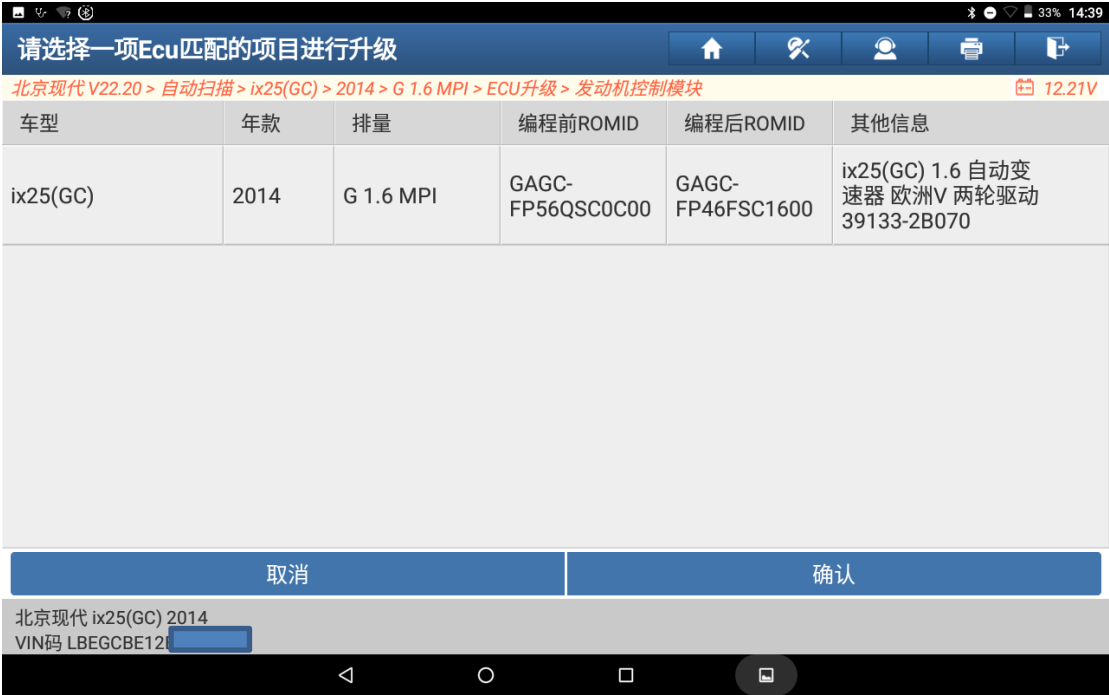 33% 14:39
请选择一项Ecu匹配的项目进行升级
北京现代 V22.20 > 自动扫描 > ix25(GC) > 2014 > G 1.6 MPI > ECU升级 > 发动机控制模块 12.21V
车型 年款 排量 编程前ROMID 编程后ROMID 其他信息
ix25(GC) 2014 G 1.6 MPI
GAGC-
FP56QSC0C00
GAGC-
FP46FSC1600
ix25(GC) 1.6 自动变
速器 欧洲V 两轮驱动
39133-2B070
取消 确认
北京现代 ix25(GC) 2014
VIN码 LBEGCBE12